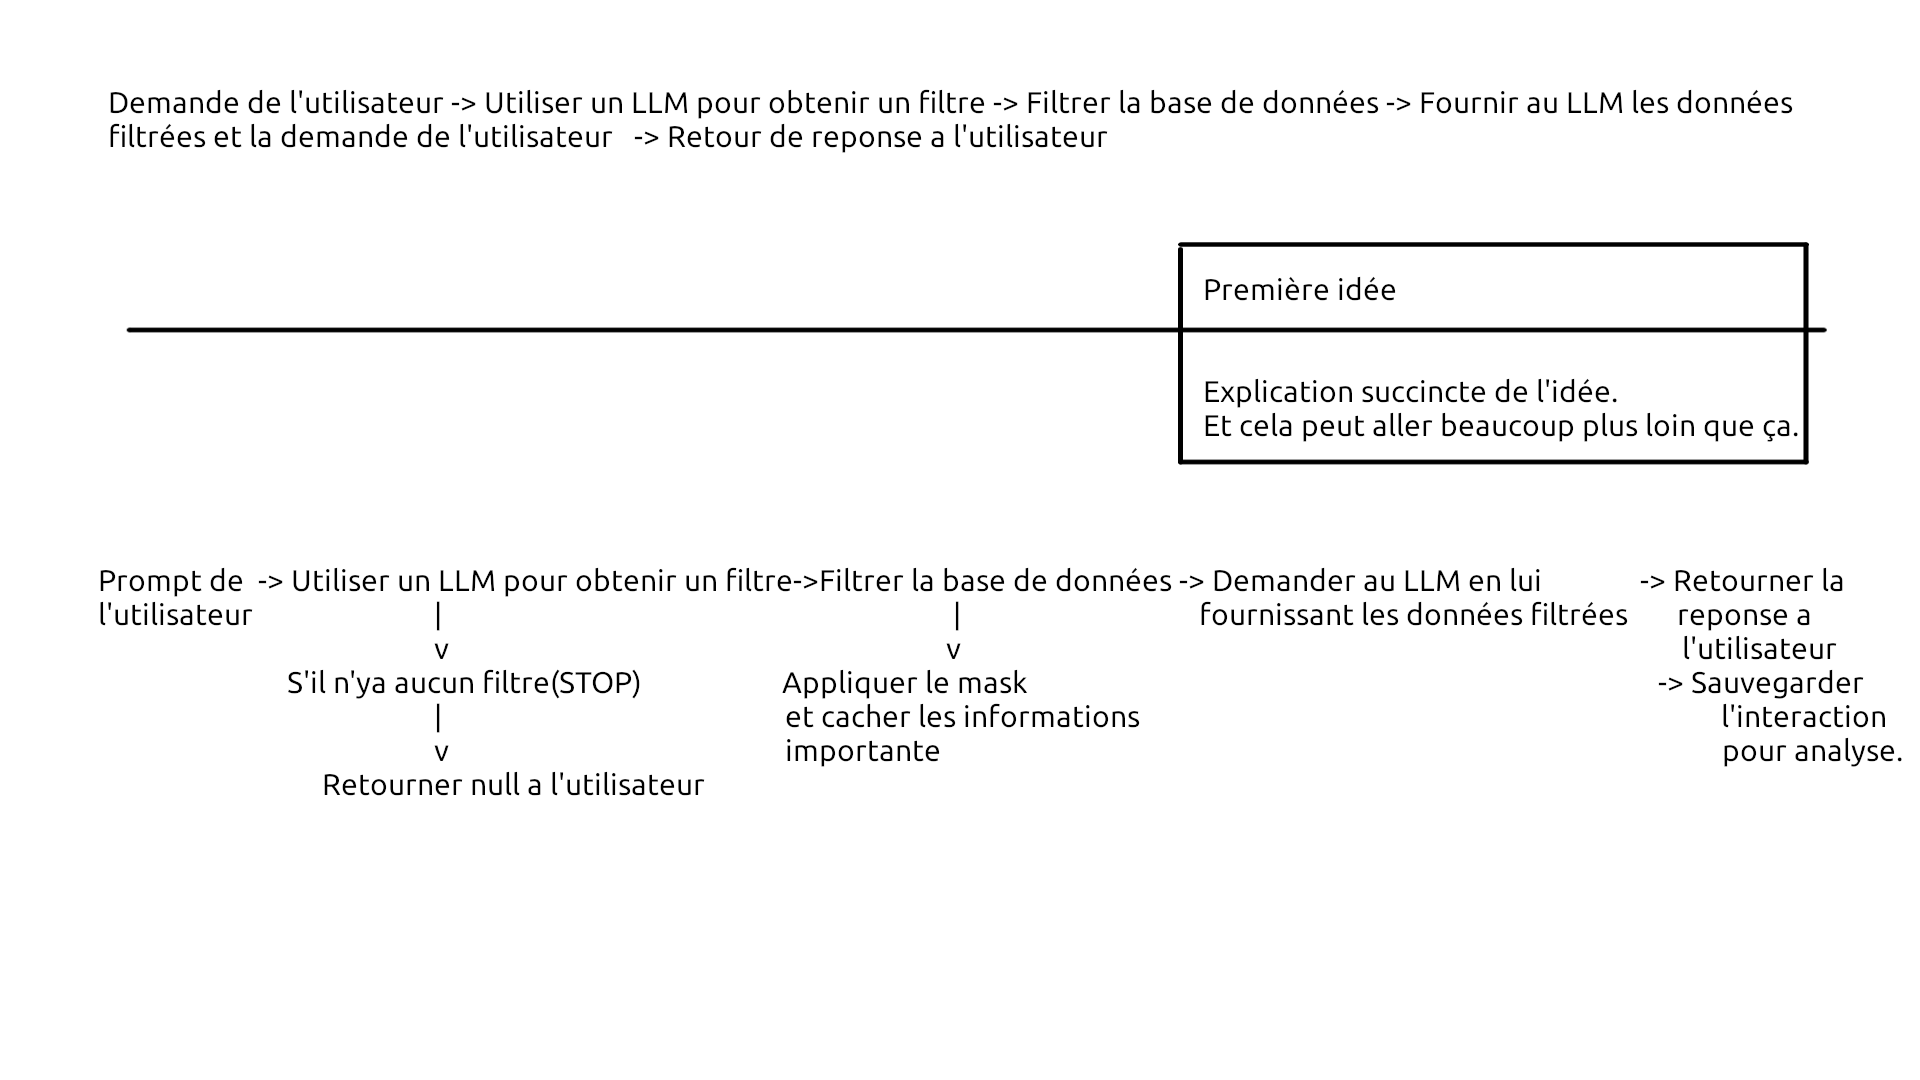 Demande de l'utilisateur -> Utiliser un LLM pour obtenir un filtre -> Filtrer la base de données -> Fournir au LLM les données
filtrées et la demande de l'utilisateur   -> Retour de reponse a l'utilisateur
Première idée
Explication succincte de l'idée.
Et cela peut aller beaucoup plus loin que ça.
Prompt de  -> Utiliser un LLM pour obtenir un filtre->Filtrer la base de données -> Demander au LLM en lui -> Retourner la
l'utilisateur | | fournissant les données filtrées reponse a
v v l'utilisateur
S'il n'ya aucun filtre(STOP) Appliquer le mask -> Sauvegarder
| et cacher les informations l'interaction
v importante pour analyse.
Retourner null a l'utilisateur